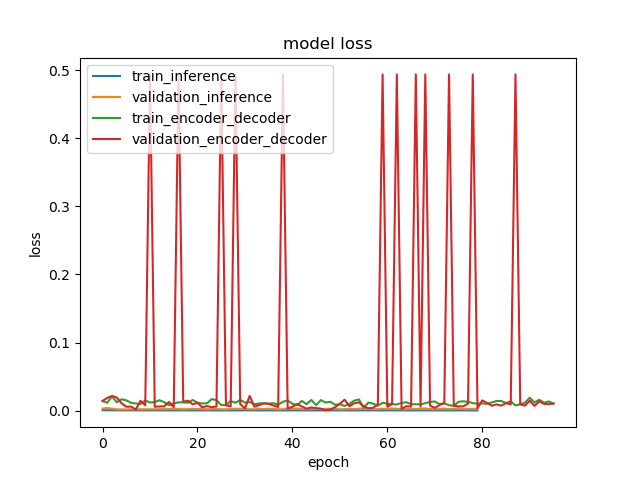 model loss
train_inference
validation_inference
train_encoder_decoder
validation_encoder_decoder
loss
0.5
0.4
0.3
0.2
0.1
0.0
0 20 40 60 80
epoch